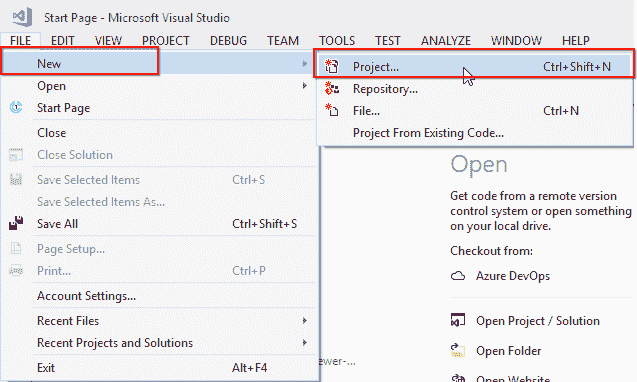 Start Page - Microsoft Visual Studio
FILE EDIT VIEW PROJECT DEBUG TEAM TOOLS TEST ANALYZE WINDOW HELP
New
Open
Start Page
Close
Close Solution
Save Selected Items Ctrl+S
Save Selected Items As...
Save All Ctrl+Shift+S
Page Setup...
Print... Ctrl+P
Account Settings...
Recent Files
Recent Projects and Solutions
Exit Alt+F4
Project... Ctrl+Shift+N
Repository...
File... Ctrl+N
Project From Existing Code...
Open
Get code from a remote version
control system or open something
on your local drive.
Checkout from:
Azure DevOps
Open Project / Solution
Open Folder
Open Website